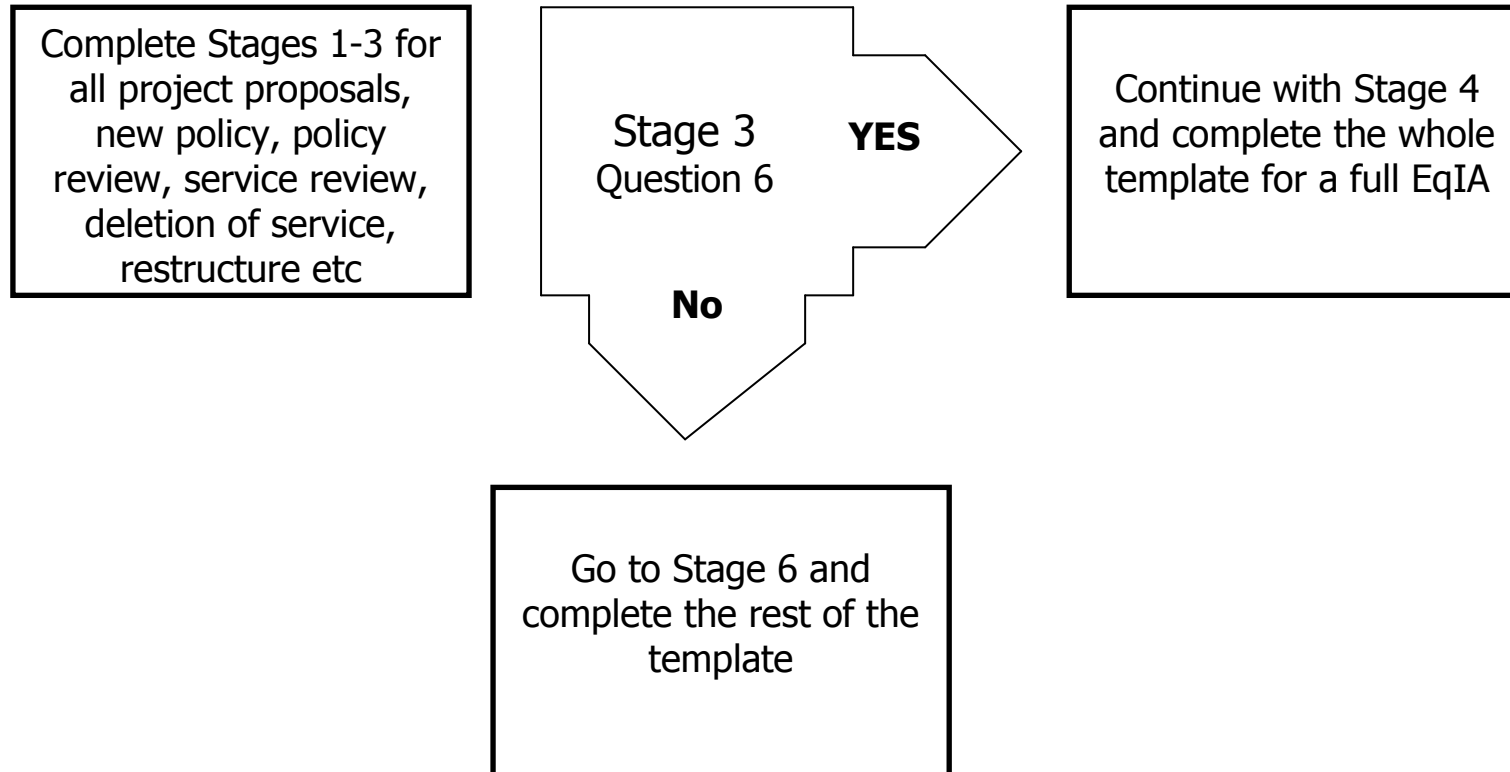 Complete Stages 1-3 for
all project proposals,
new policy, policy
review, service review,
deletion of service,
restructure etc
Stage 3
Question 6
YES
No
Continue with Stage 4
and complete the whole
template for a full EqIA
Go to Stage 6 and
complete the rest of the
template